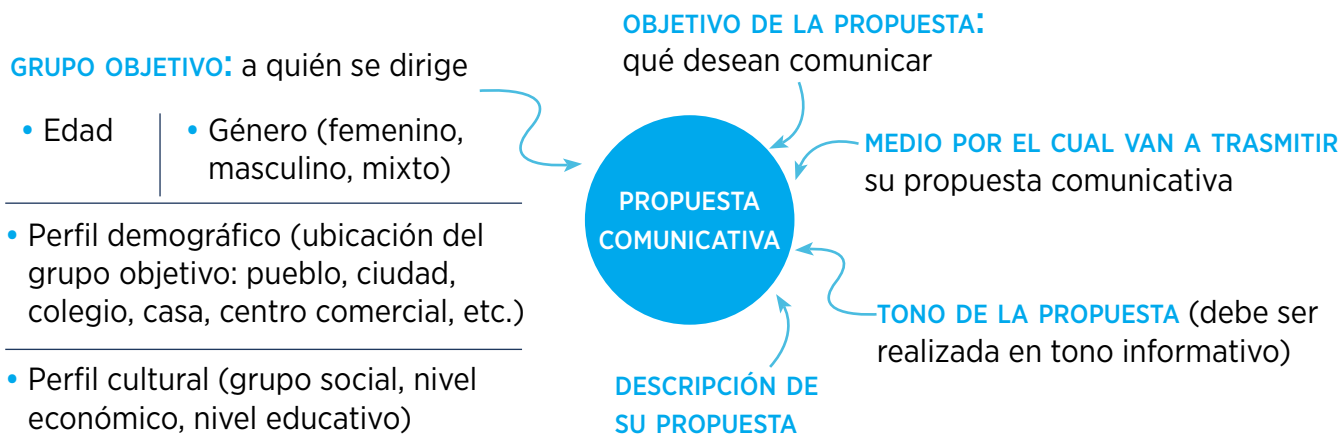 GRUPO OBJETIVO: a quién se dirige
• Edad
• Género (femenino,
masculino, mixto)
• Perfil demográfico (ubicación del
grupo objetivo: pueblo, ciudad,
colegio, casa, centro comercial, etc.)
• Perfil cultural (grupo social, nivel
económico, nivel educativo)
OBJETIVO DE LA PROPUESTA:
qué desean comunicar
MEDIO POR EL CUAL VAN A TRASMITIR
su propuesta comunicativa
PROPUESTA
COMUNICATIVA
TONO DE LA PROPUESTA (debe ser
realizada en tono informativo)
DESCRIPCIÓN DE
SU PROPUESTA